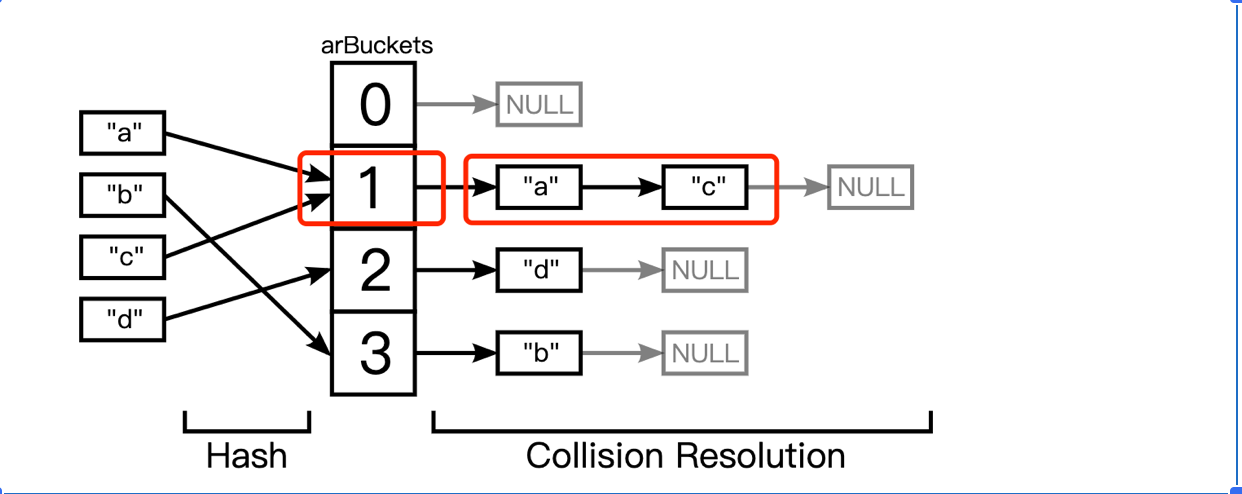 arBuckets
0
NULL
"a"
1
"a"
"c"
NULL
"b"
"c"
2
"d"
NULL
"d"
3
"b"
NULL
Hash
Collision Resolution